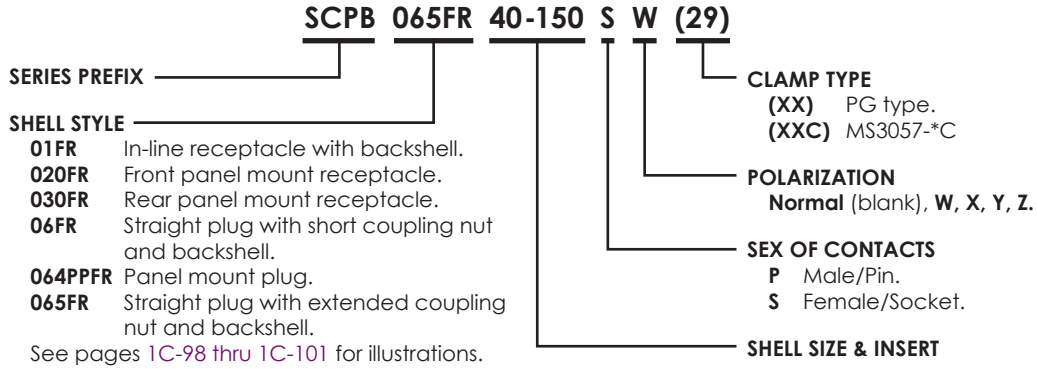 SCPB 065FR 40-150 S W (29)
SERIES PREFIX
SHELL STYLE
01FR In-line receptacle with backshell.
020FR Front panel mount receptacle.
030FR Rear panel mount receptacle.
06FR Straight plug with short coupling nut
and backshell.
064PPFR Panel mount plug.
065FR Straight plug with extended coupling
nut and backshell.
See pages 1C-98 thru 1C-101 for illustrations.
CLAMP TYPE
(XX) PG type.
(XXC) MS3057-*C
POLARIZATION
Normal (blank), W, X, Y, Z.
SEX OF CONTACTS
P Male/Pin.
S Female/Socket.
SHELL SIZE & INSERT